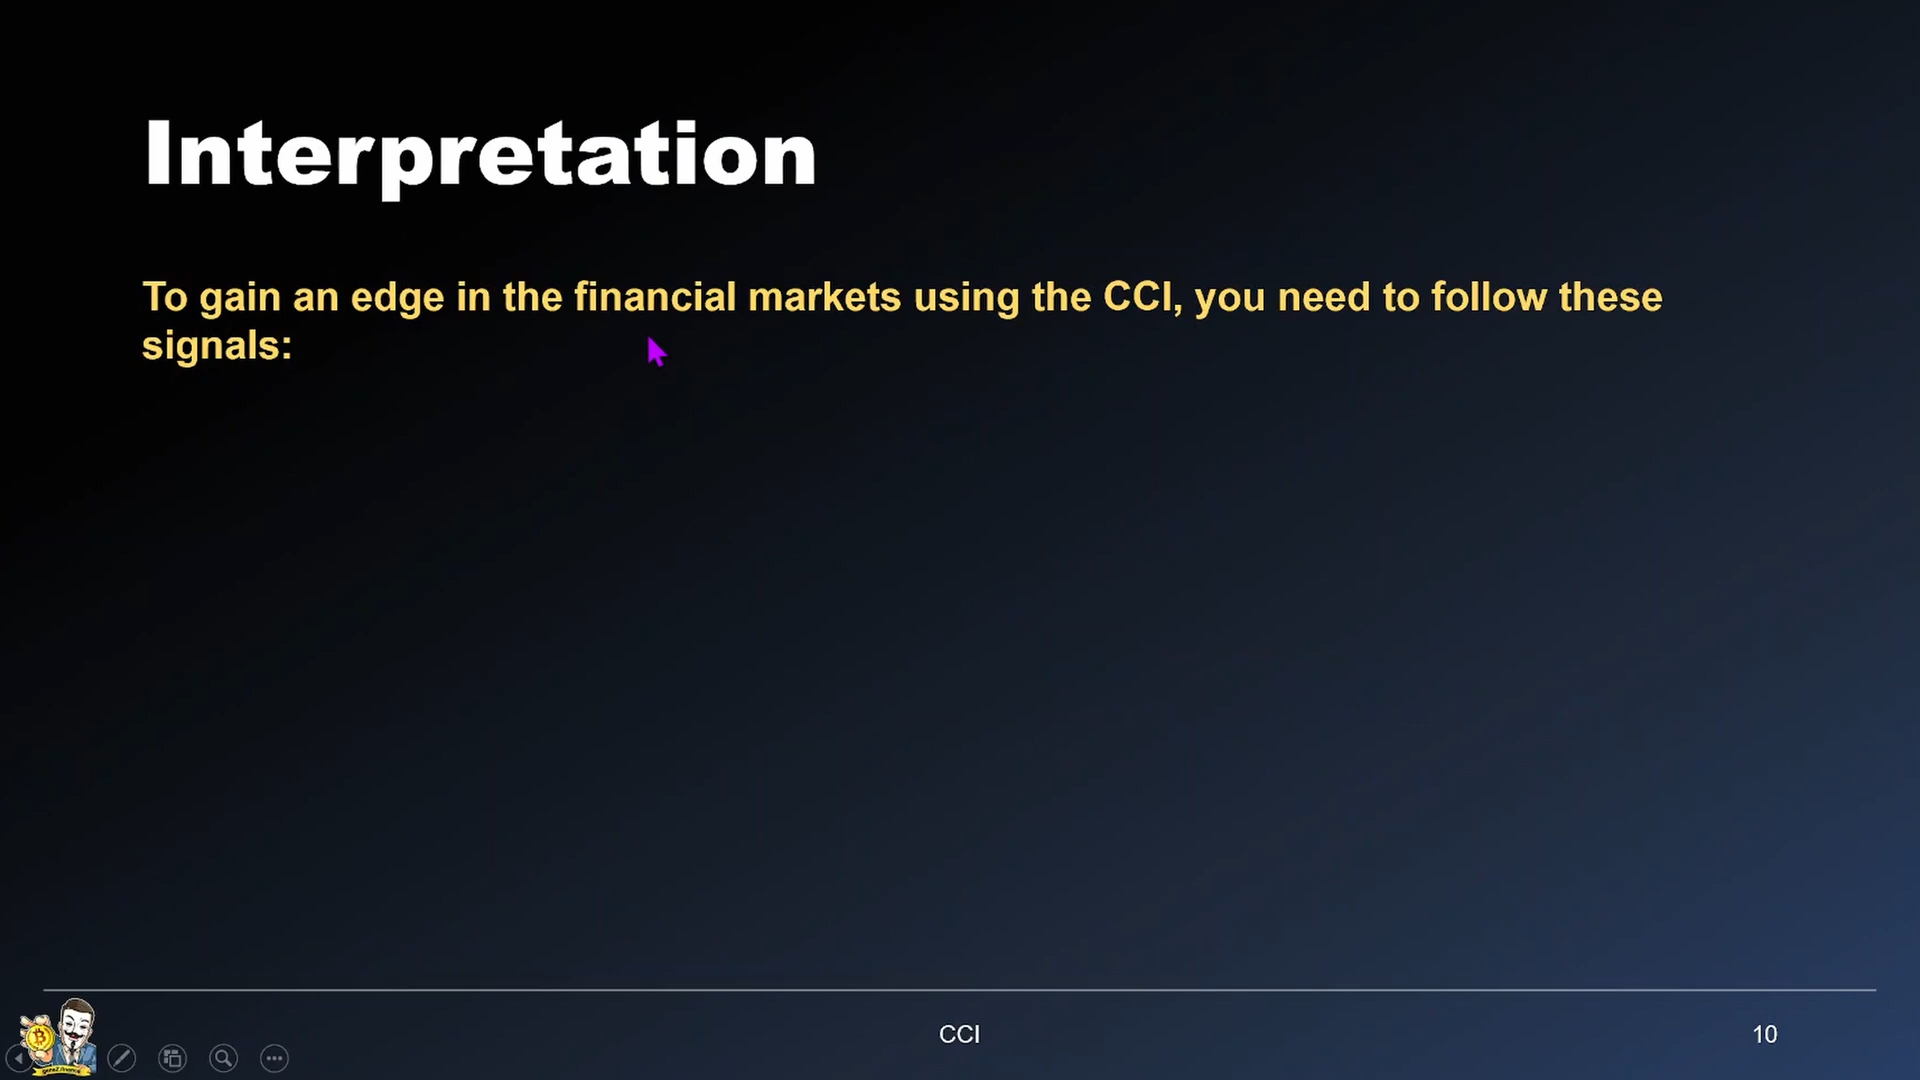 Interpretation
To gain an edge in the financial markets using the CCI, you need to follow these
signals:
CCI
10